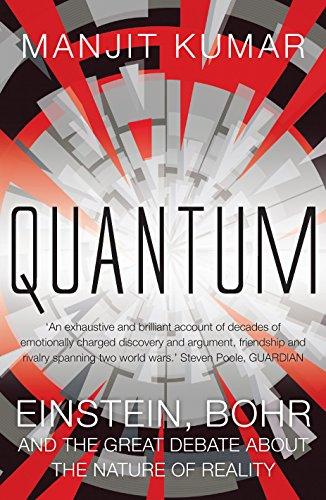 MANJIT KUMAR
QUANTUM
'An exhaustive and brilliant account of decades of
emotionally charged discovery and argument, friendship and
rivalry spanning two world wars.' Steven Poole, GUARDIAN
EINSTEIN, BOHR
AND THE GREAT DEBATE ABOUT
THE NATURE OF REALITY